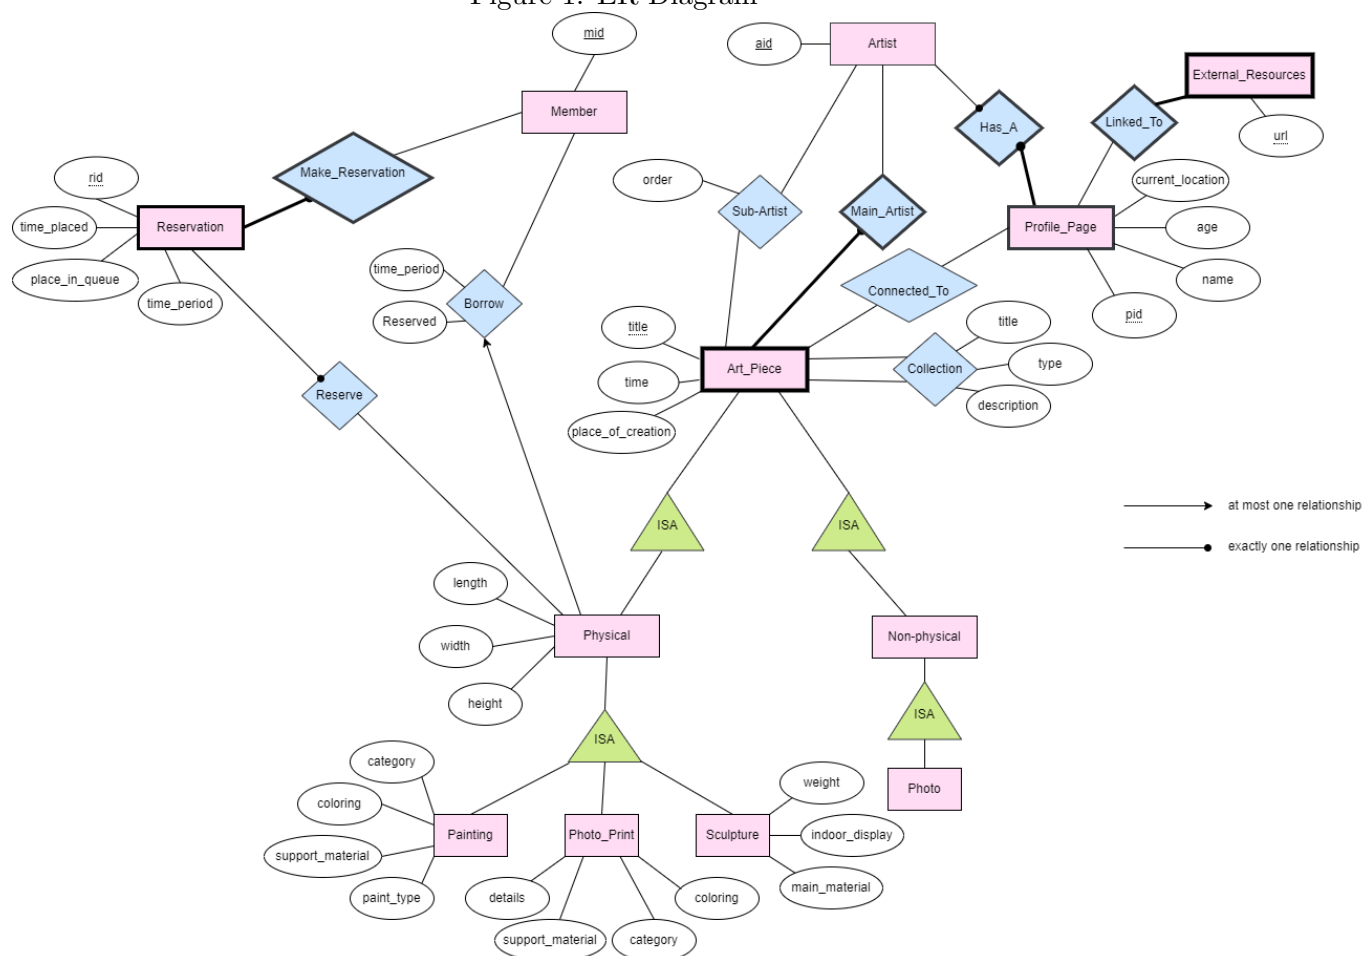 Figure 1: ER Diagram
mid
aid
Artist
External_Resources
Member
Has_A
Linked_To
url
Make_Reservation
rid
order
current_location
Reservation
time_placed
Sub-Artist
Main_Artist
Profile_Page
age
place_in_queue
time_period
time_period
Borrow
Connected_To
name
pid
Reserved
title
title
Art_Piece
Collection
type
time
Reserve
description
place_of_creation
at most one relationship
ISA
ISA
exactly one relationship
length
Physical
Non-physical
width
height
ISA
ISA
category
weight
Photo
coloring
Painting
Photo_Print
Sculpture
indoor_display
support_material
main_material
paint_type
details
coloring
support_material
category